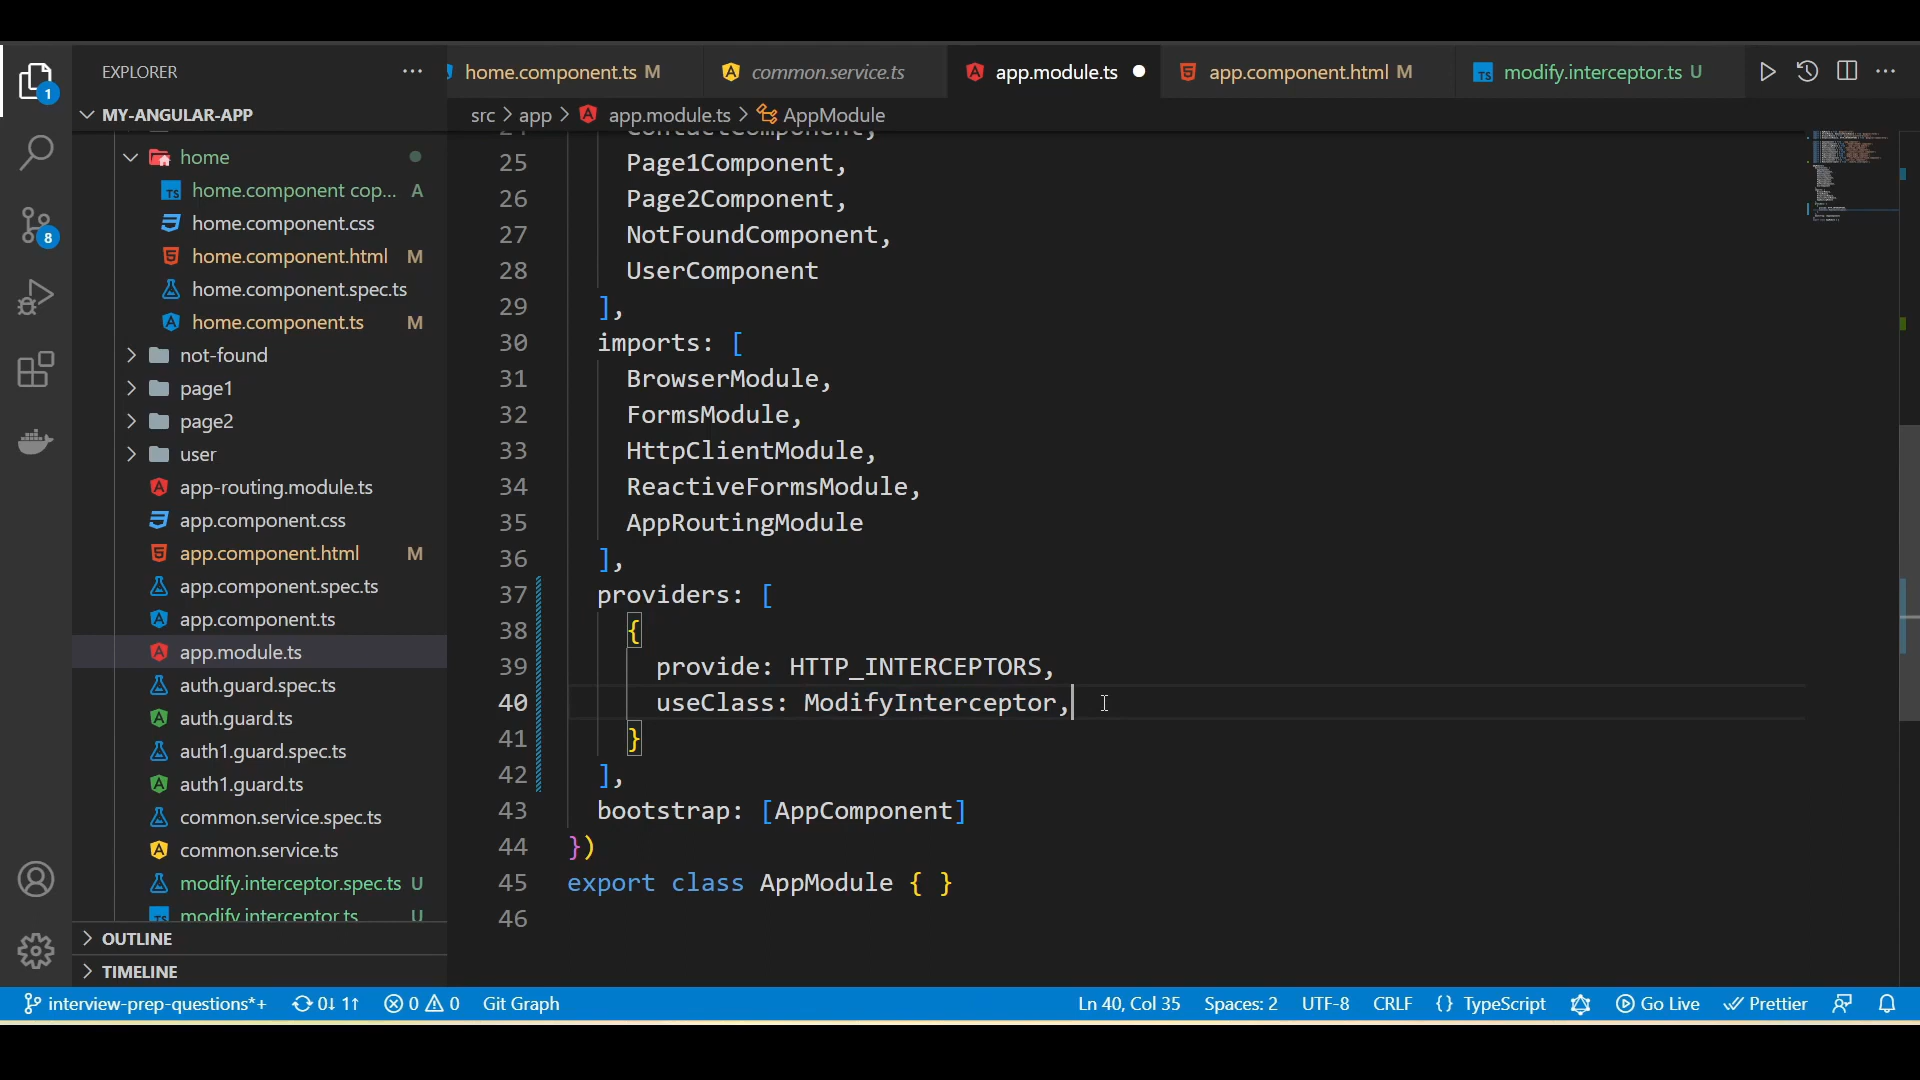 EXPLORER
MY-ANGULAR-APP
home
home.component cop... A
home.component.css
home.component.html M
home.component.spec.ts
home.component.ts M
not-found
page1
page2
user
app-routing.module.ts
app.component.css
app.component.html M
app.component.spec.ts
app.component.ts
app.module.ts
auth.guard.spec.ts
auth.guard.ts
auth1.guard.spec.ts
auth1.guard.ts
common.service.spec.ts
common.service.ts
modify.interceptor.spec.ts U
modify.interceptor.ts U
OUTLINE
TIMELINE
1
8
home.component.ts M
common.service.ts
app.module.ts
app.component.html M
TS modify.interceptor.ts U
src > app > app.module.ts > AppModule
24 ContactComponent,
25 Page1Component,
26 Page2Component,
27 NotFoundComponent,
28 UserComponent
29 ],
30 imports: [
31 BrowserModule,
32 FormsModule,
33 HttpClientModule,
34 ReactiveFormsModule,
35 AppRoutingModule
36 ],
37 providers: [
38 {
39 provide: HTTP_INTERCEPTORS,
40 useClass: ModifyInterceptor,
41 }
42 ],
43 bootstrap: [AppComponent]
44 })
45 export class AppModule { }
46
interview-prep-questions*+ 0↓ 1↑ 0 0 Git Graph
Ln 40, Col 35 Spaces: 2 UTF-8 CRLF {} TypeScript Go Live Prettier